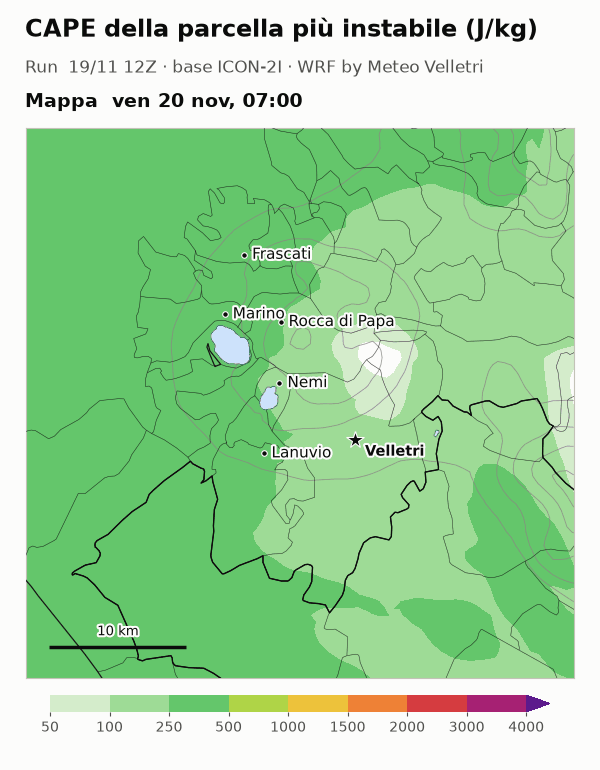 CAPE della parcella più instabile (J/kg)
Run  19/11 12Z · base ICON-2I · WRF by Meteo Velletri
Mappa  ven 20 nov, 07:00
Frascati
Marino
Rocca di Papa
Nemi
Velletri
Lanuvio
10 km
50 100 250 500 1000 1500 2000 3000 4000